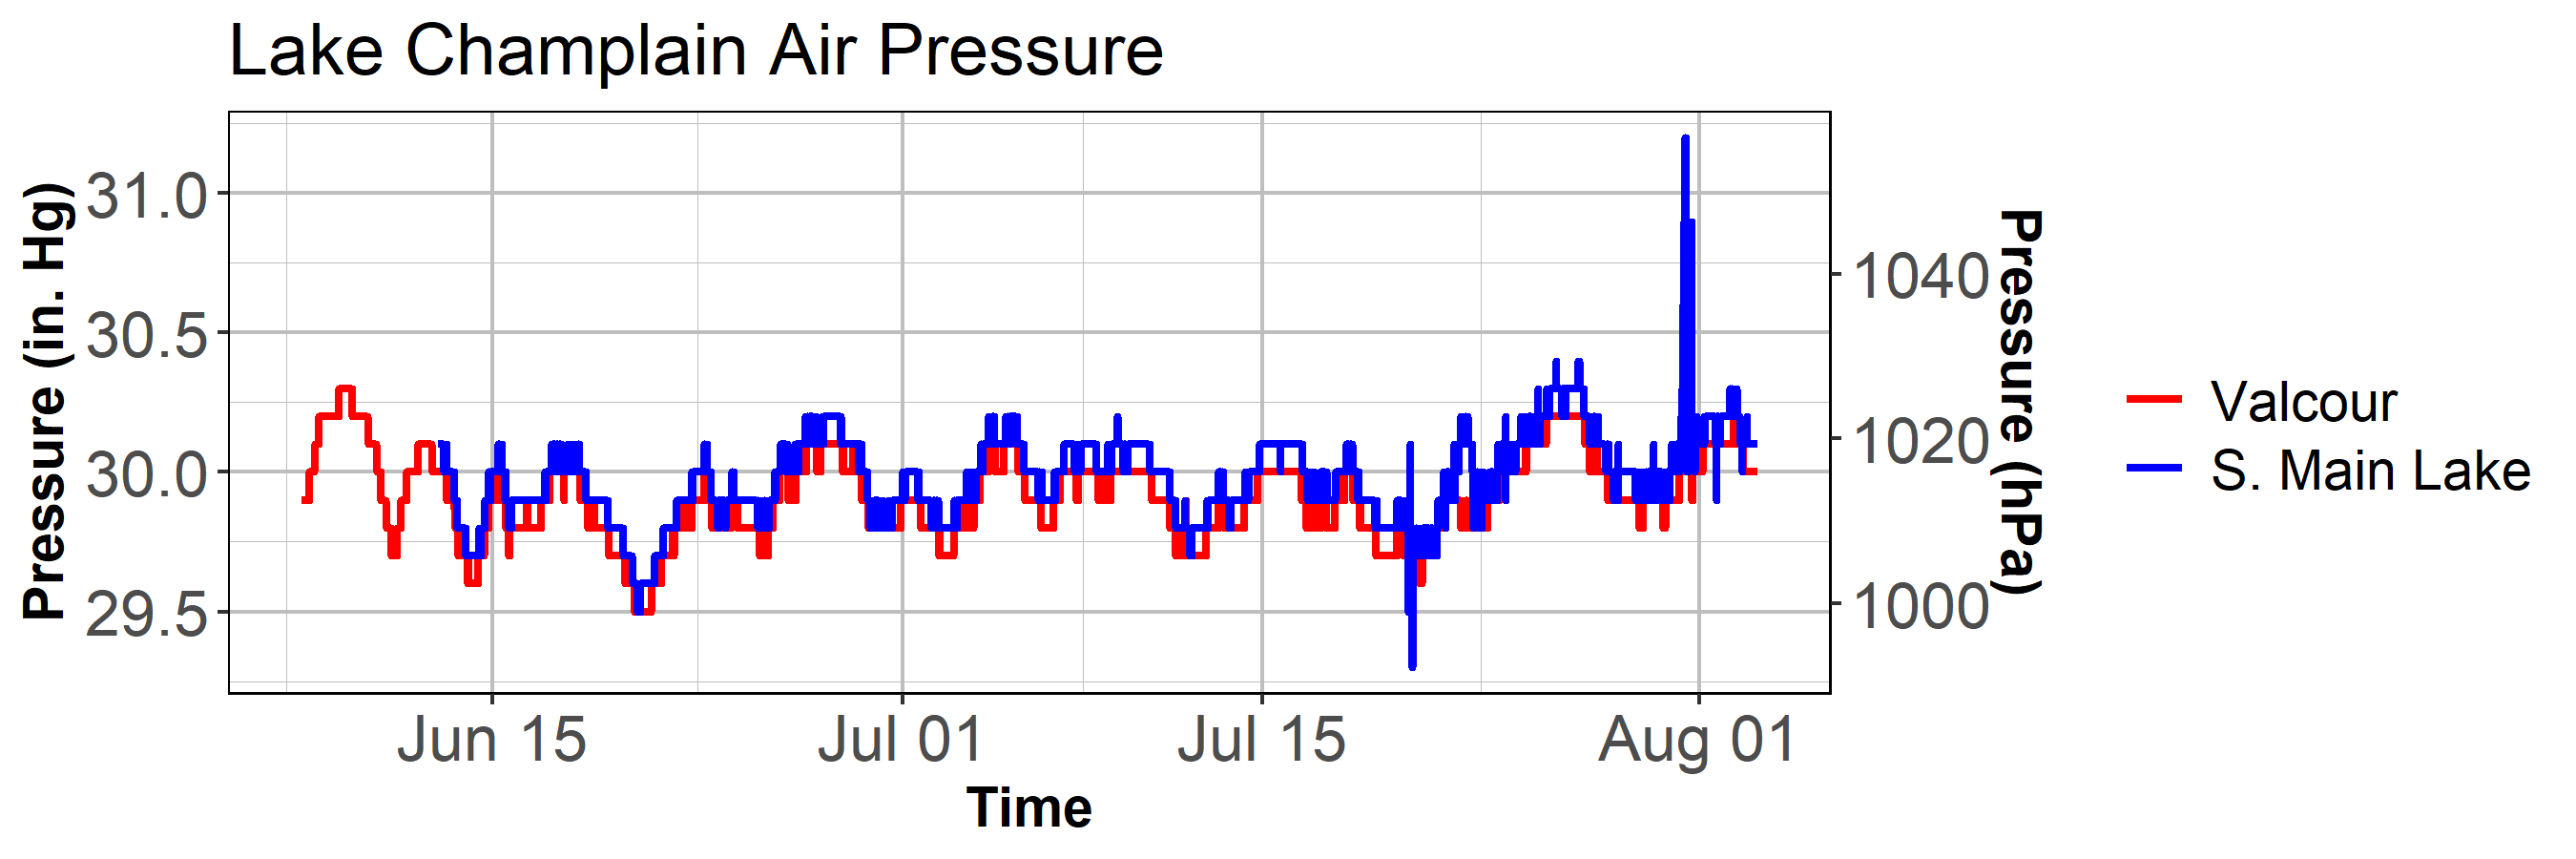 Lake Champlain Air Pressure
Pressure (in. Hg)
31.0
30.5
30.0
29.5
1040
1020
1000
Pressure (hPa)
Valcour
S. Main Lake
Jun 15
Jul 01
Jul 15
Aug 01
Time